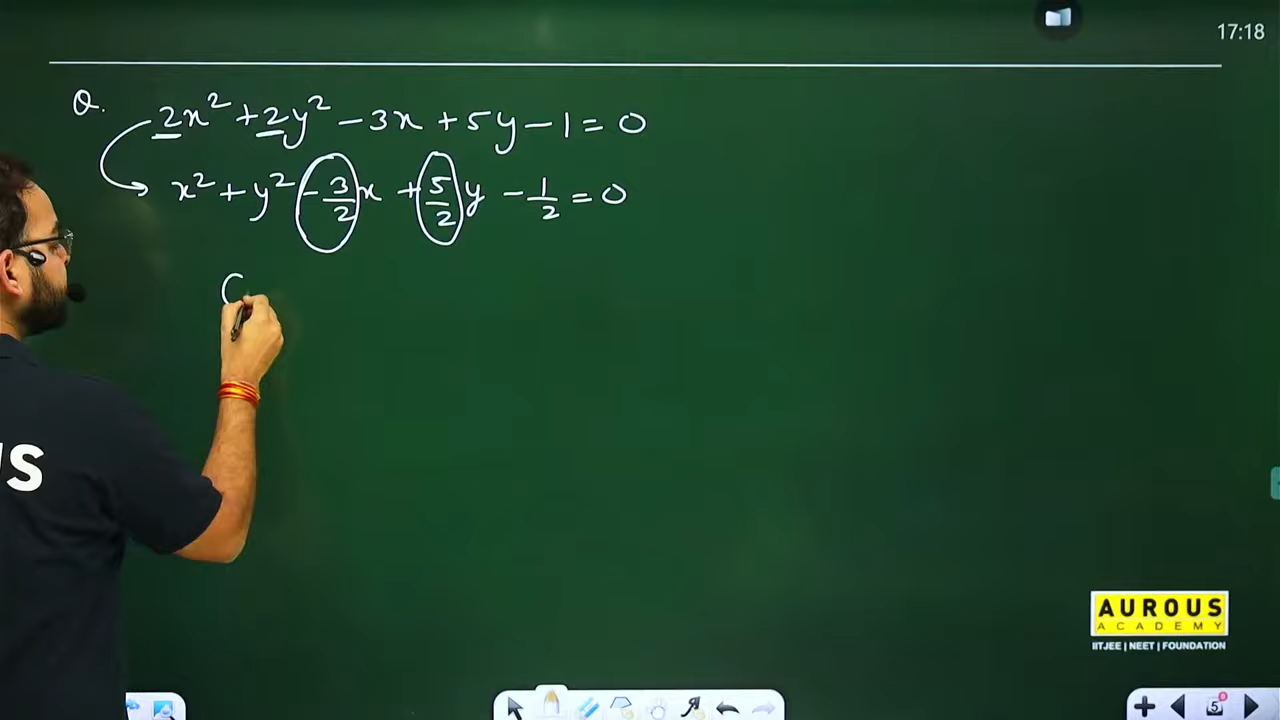 17:18
Q. 2x² + 2y² - 3x + 5y - 1 = 0
x² + y² - 3/2 x + 5/2 y - 1/2 = 0
C
US
AUROUS
ACADEMY
IITJEE | NEET | FOUNDATION
5